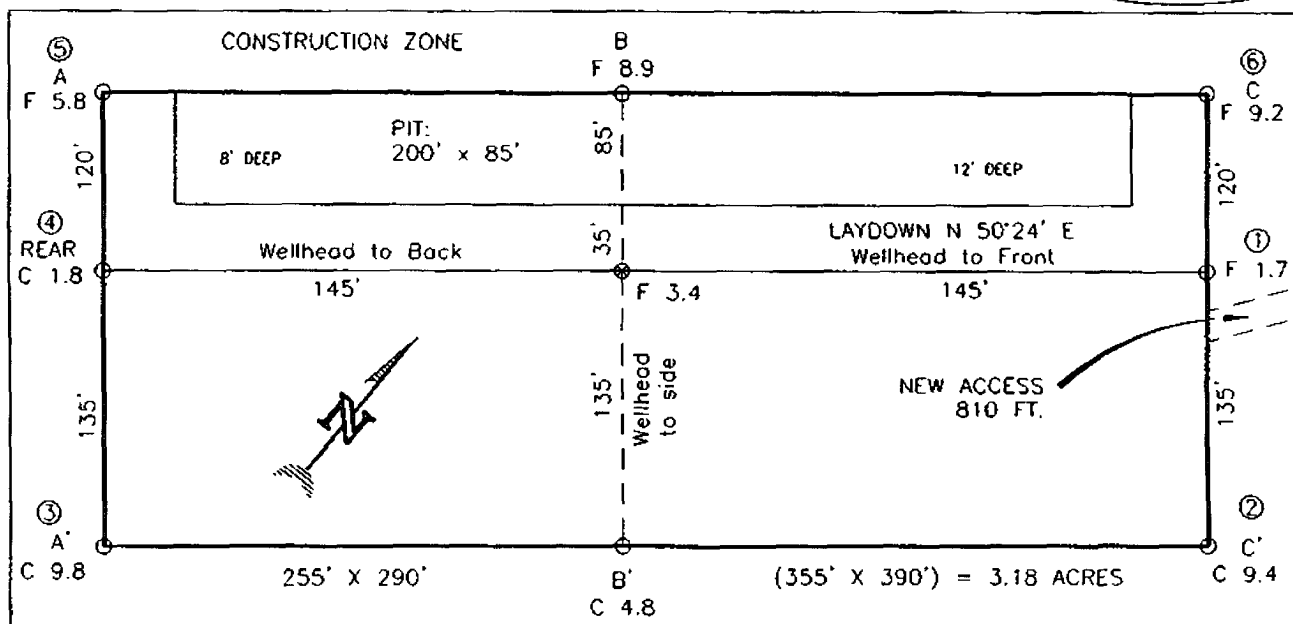 CONSTRUCTION ZONE
⑤
A
F 5.8
B
F 8.9
⑥
C
F 9.2
PIT:
200' x 85'
8' DEEP
12' DEEP
120'
85'
120'
④
REAR
C 1.8
Wellhead to Back
145'
35'
F 3.4
LAYDOWN N 50°24' E
Wellhead to Front
145'
①
F 1.7
135'
N
135'
Wellhead
to side
NEW ACCESS
810 FT.
135'
③
A'
C 9.8
255' X 290'
B'
C 4.8
(355' X 390') = 3.18 ACRES
②
C'
C 9.4